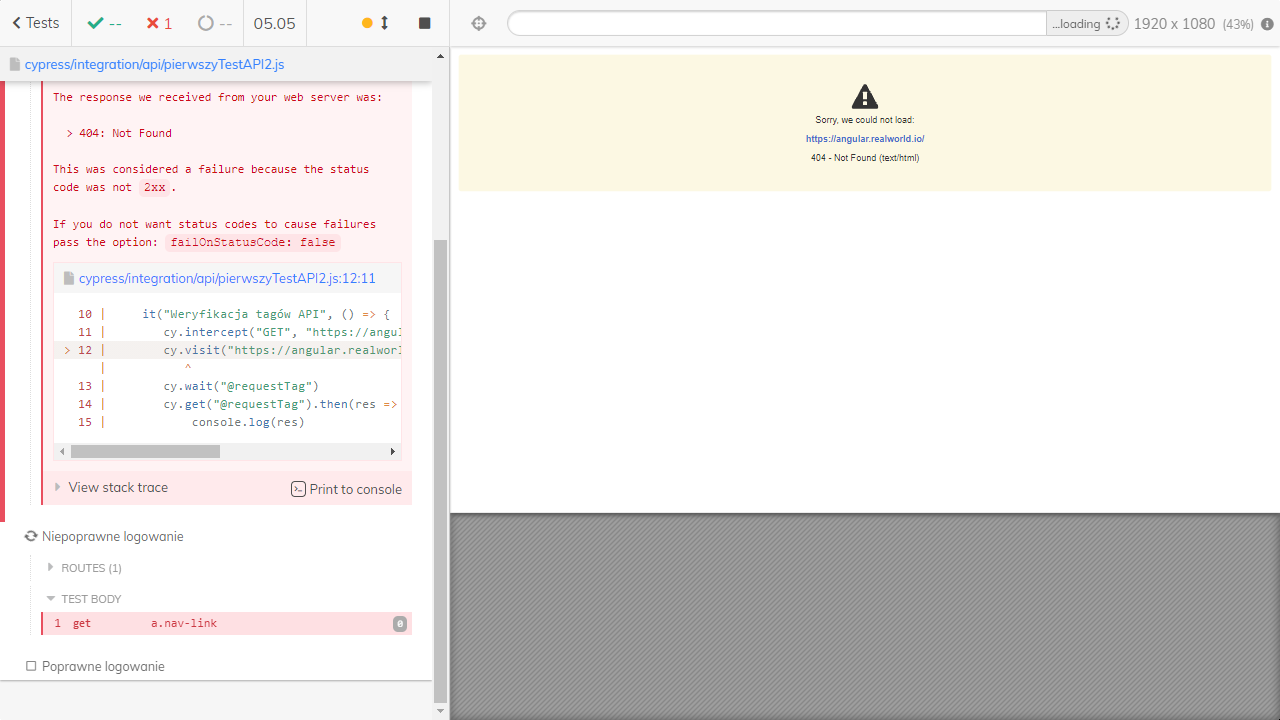 Tests
--
1
--
05.05
...loading
1920 x 1080 (43%)
cypress/integration/api/pierwszyTestAPI2.js
The response we received from your web server was:
> 404: Not Found
This was considered a failure because the status
code was not 2xx.
If you do not want status codes to cause failures
pass the option: failOnStatusCode: false
cypress/integration/api/pierwszyTestAPI2.js:12:11
10 | it("Weryfikacja tagów API", () => {
11 | cy.intercept("GET", "https://angul
> 12 | cy.visit("https://angular.realworl
| ^
13 | cy.wait("@requestTag")
14 | cy.get("@requestTag").then(res =>
15 | console.log(res)
View stack trace
Print to console
Niepoprawne logowanie
ROUTES (1)
TEST BODY
1 get a.nav-link 0
Poprawne logowanie
Sorry, we could not load:
https://angular.realworld.io/
404 - Not Found (text/html)